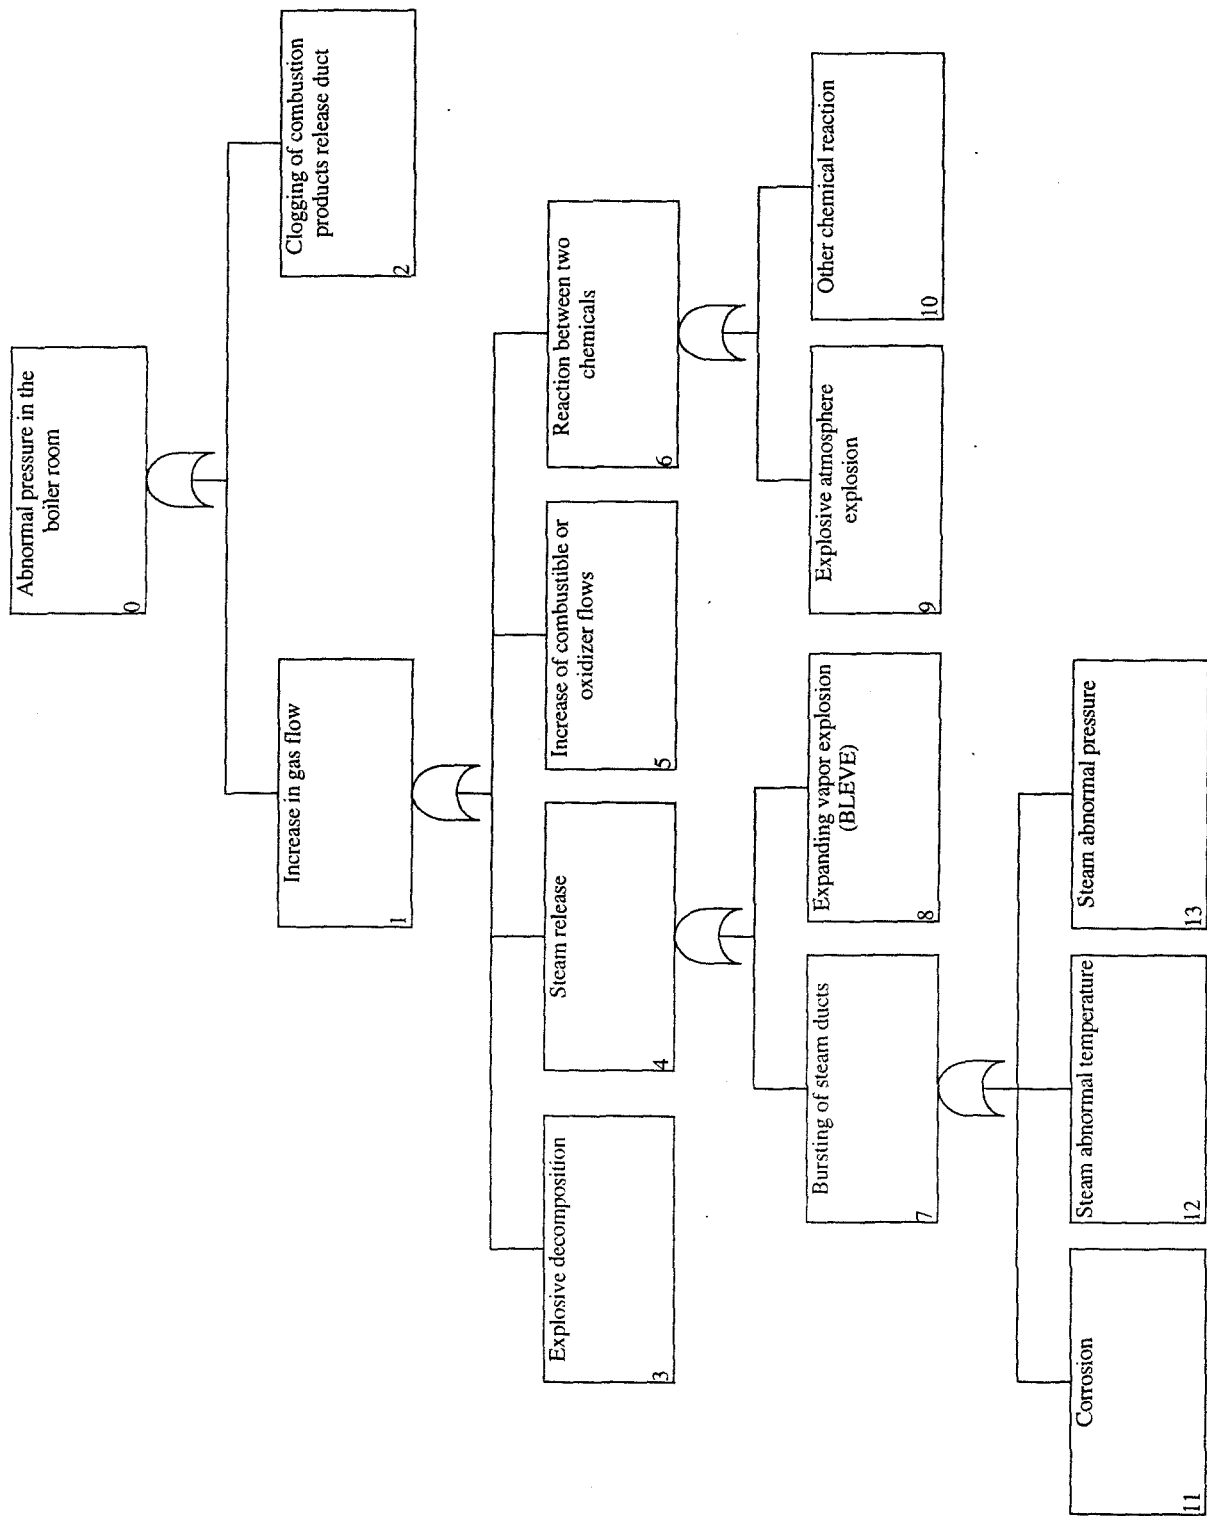 Abnormal pressure in the
boiler room
0
Increase in gas flow
1
Clogging of combustion
products release duct
2
Explosive decomposition
3
Steam release
4
Increase of combustible or
oxidizer flows
5
Reaction between two
chemicals
6
Bursting of steam ducts
7
Expanding vapor explosion
(BLEVE)
8
Explosive atmosphere
explosion
9
Other chemical reaction
10
Corrosion
11
Steam abnormal temperature
12
Steam abnormal pressure
13